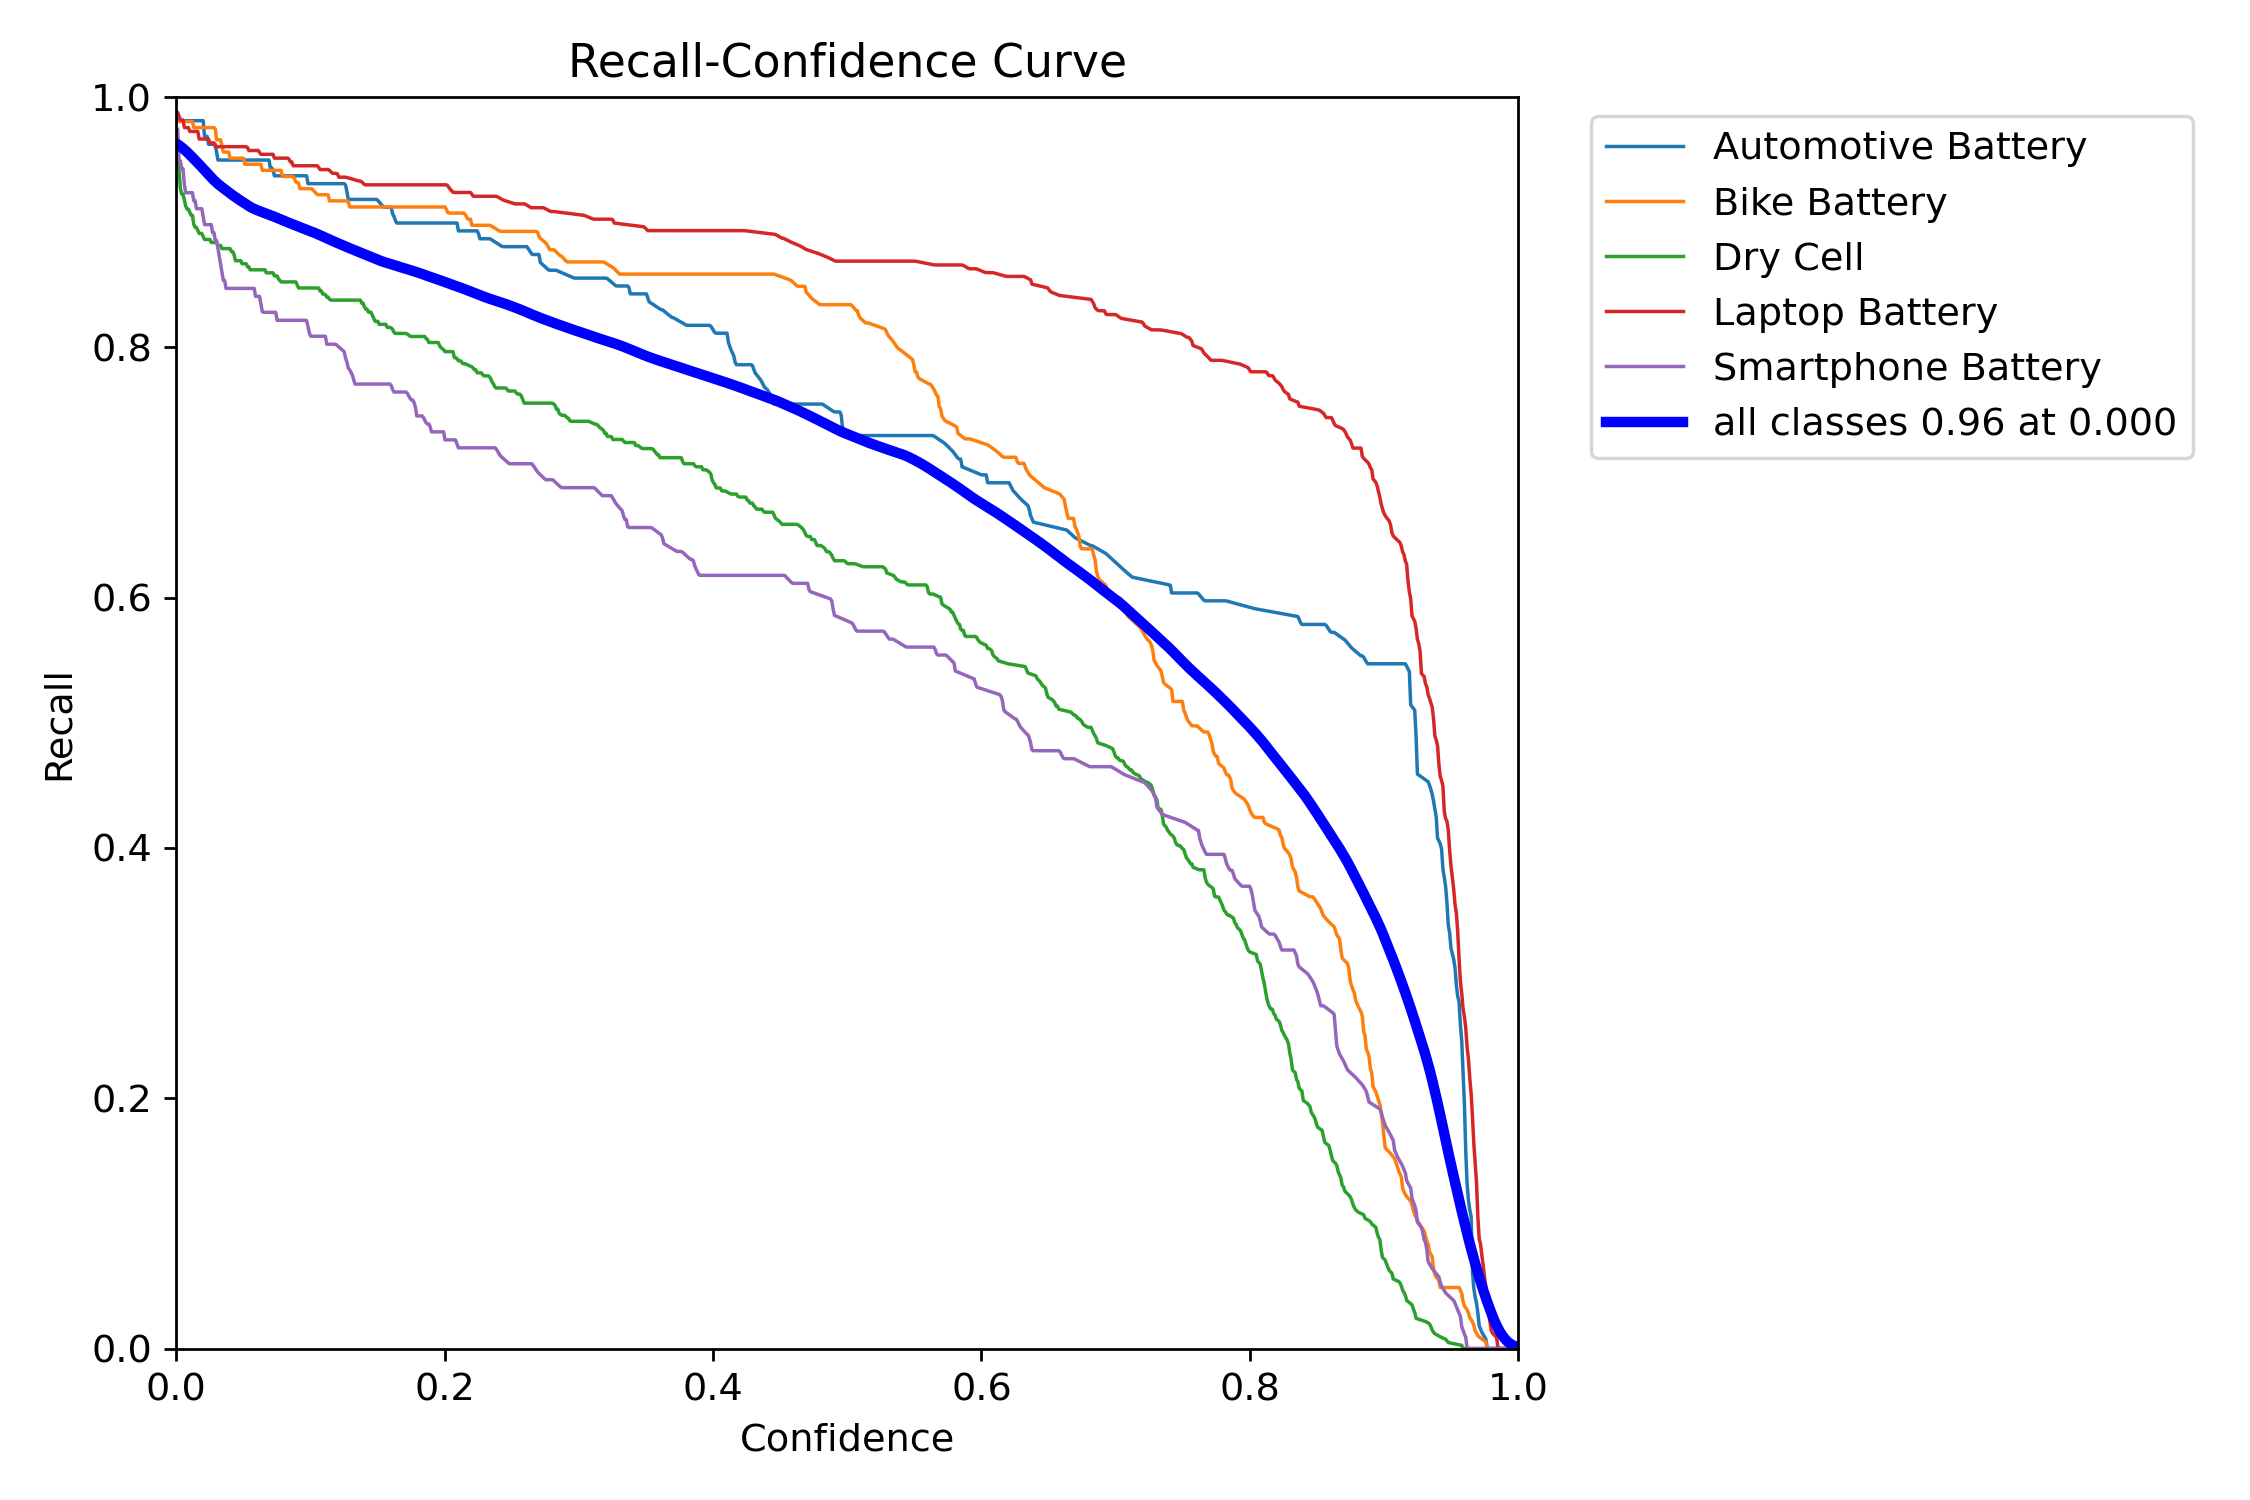 Recall-Confidence Curve
1.0
0.8
0.6
0.4
0.2
0.0
Recall
0.0 0.2 0.4 0.6 0.8 1.0
Confidence
Automotive Battery
Bike Battery
Dry Cell
Laptop Battery
Smartphone Battery
all classes 0.96 at 0.000